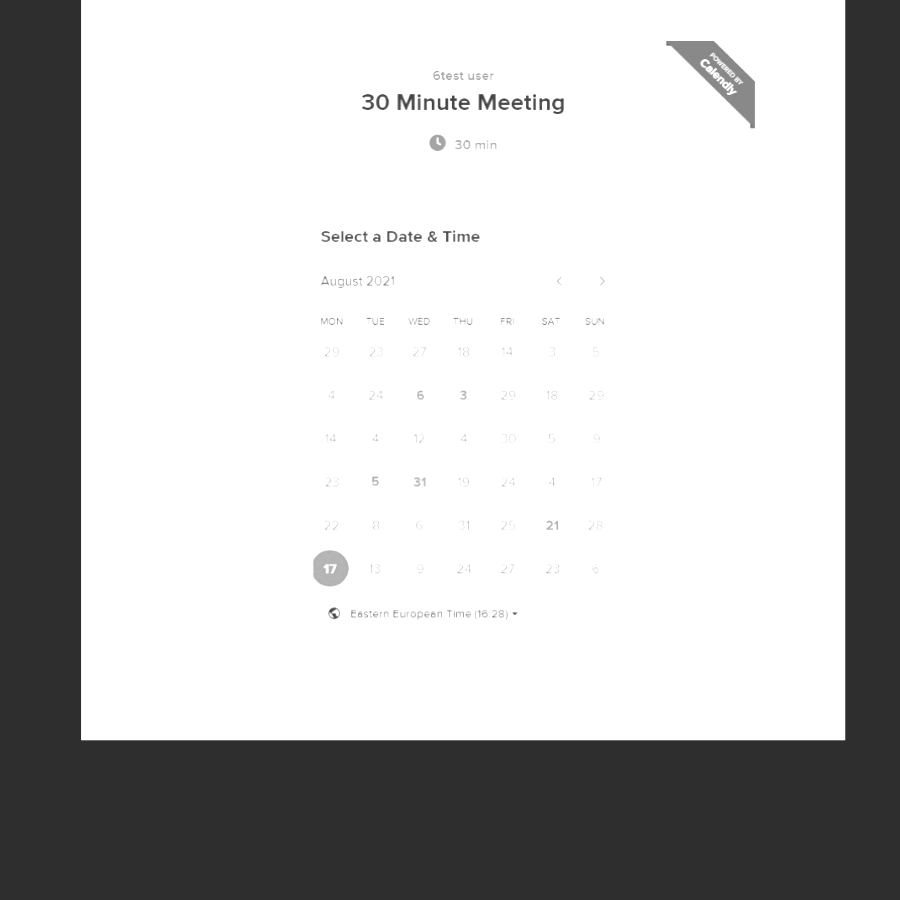 POWERED BY
Calendly
6test user
30 Minute Meeting
30 min
Select a Date & Time
August 2021
MON TUE WED THU FRI SAT SUN
29 23 27 18 14 3 5
4 24 6 3 29 18 29
14 4 12 4 30 5 9
23 5 31 19 24 4 17
22 8 6 31 25 21 28
17 13 9 24 27 23 6
Eastern European Time (16:28)